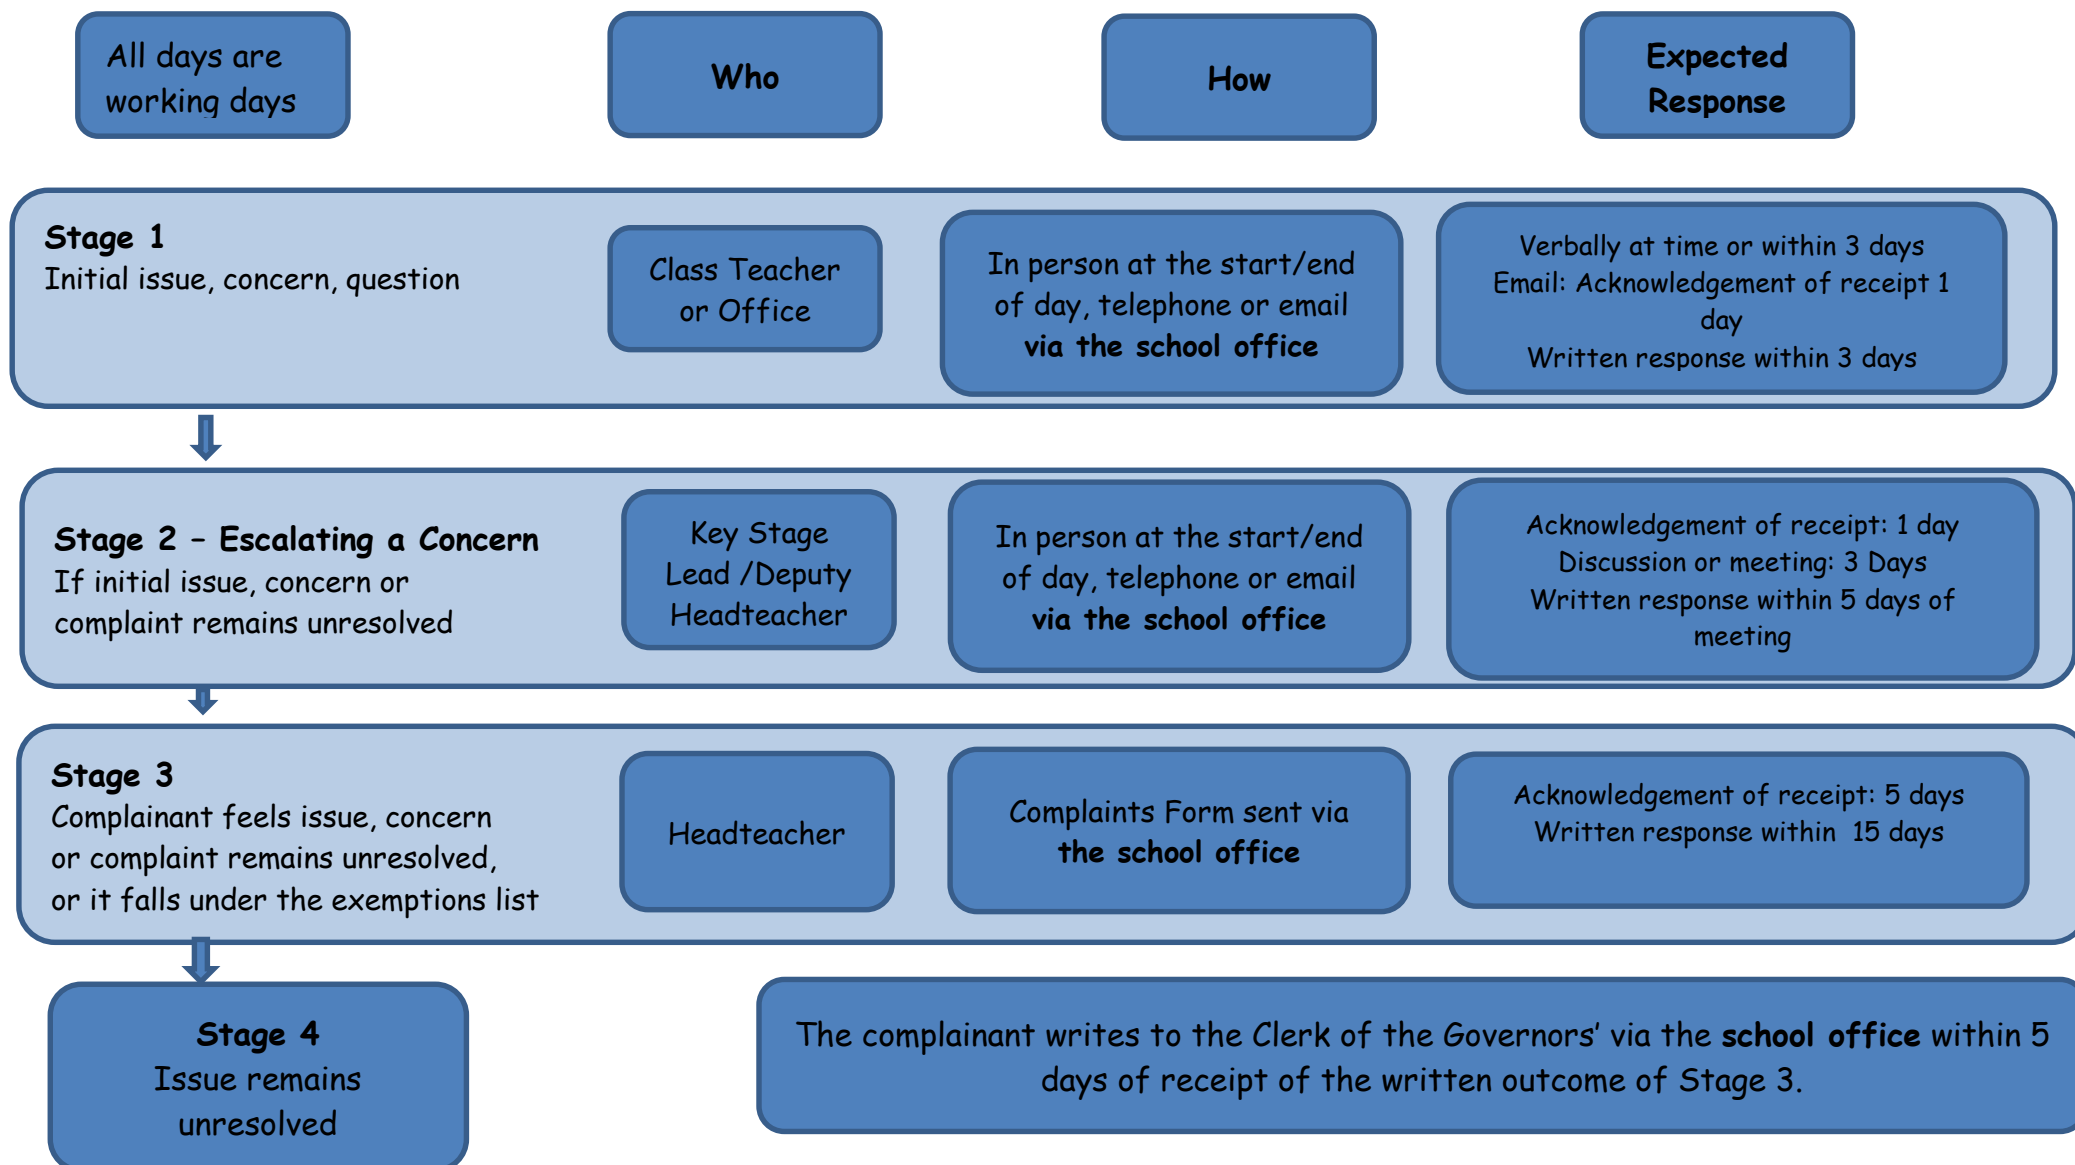 All days are
working days
Who
How
Expected
Response
Stage 1
Initial issue, concern, question
Class Teacher
or Office
In person at the start/end
of day, telephone or email
via the school office
Verbally at time or within 3 days
Email: Acknowledgement of receipt 1
day
Written response within 3 days
Stage 2 – Escalating a Concern
If initial issue, concern or
complaint remains unresolved
Key Stage
Lead /Deputy
Headteacher
In person at the start/end
of day, telephone or email
via the school office
Acknowledgement of receipt: 1 day
Discussion or meeting: 3 Days
Written response within 5 days of
meeting
Stage 3
Complainant feels issue, concern
or complaint remains unresolved,
or it falls under the exemptions list
Headteacher
Complaints Form sent via
the school office
Acknowledgement of receipt: 5 days
Written response within  15 days
Stage 4
Issue remains
unresolved
The complainant writes to the Clerk of the Governors’ via the school office within 5
days of receipt of the written outcome of Stage 3.